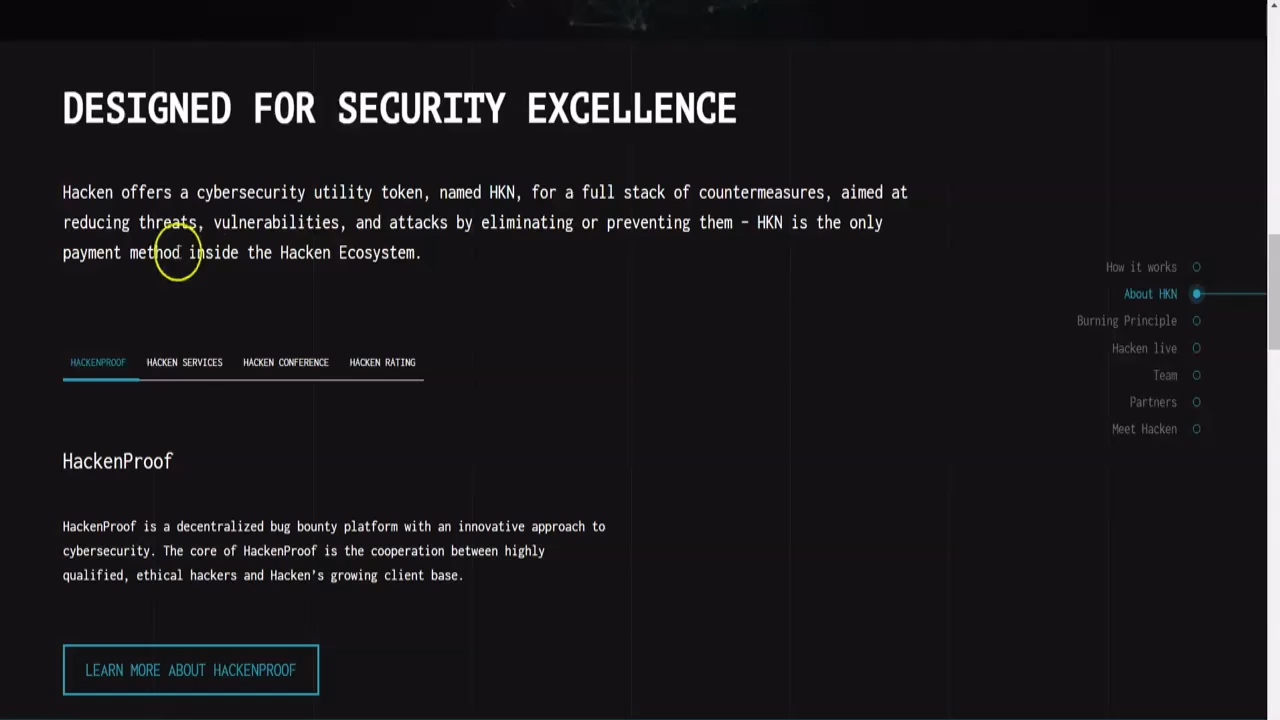 DESIGNED FOR SECURITY EXCELLENCE
Hacken offers a cybersecurity utility token, named HKN, for a full stack of countermeasures, aimed at
reducing threats, vulnerabilities, and attacks by eliminating or preventing them – HKN is the only
payment method inside the Hacken Ecosystem.
How it works
About HKN
Burning Principle
Hacken live
Team
Partners
Meet Hacken
HACKENPROOF HACKEN SERVICES HACKEN CONFERENCE HACKEN RATING
HackenProof
HackenProof is a decentralized bug bounty platform with an innovative approach to
cybersecurity. The core of HackenProof is the cooperation between highly
qualified, ethical hackers and Hacken’s growing client base.
LEARN MORE ABOUT HACKENPROOF